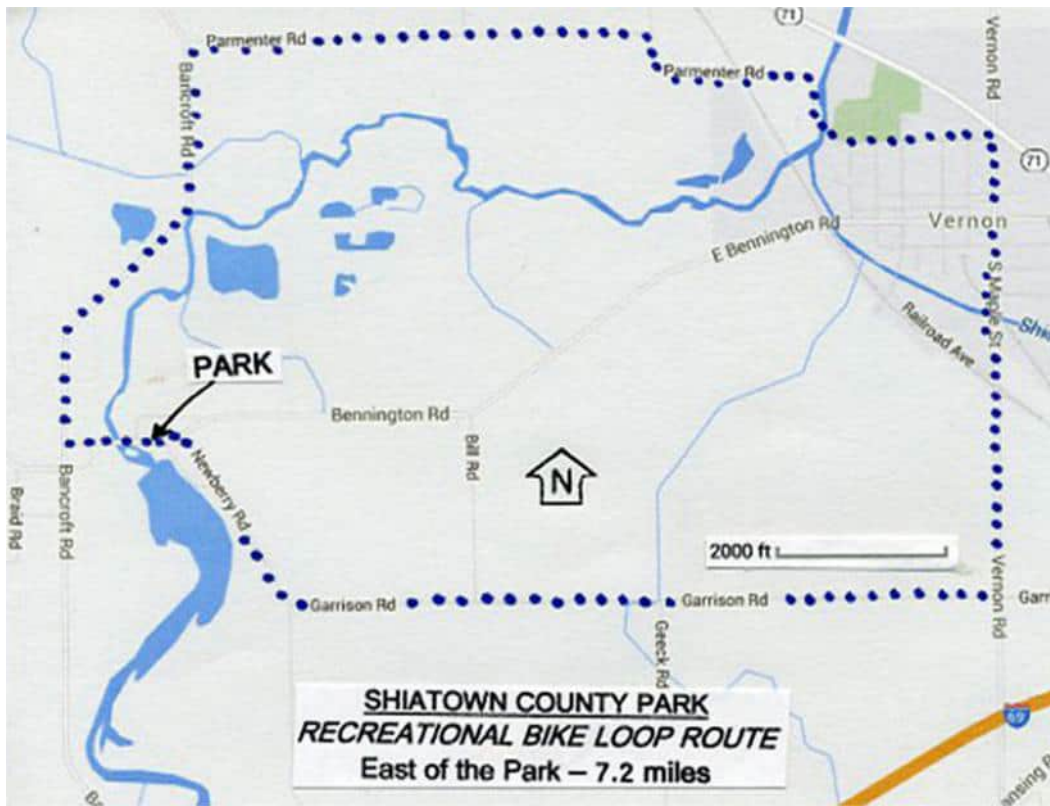 71
Vernon Rd
Parmenter Rd
Parmenter Rd
Bancroft Rd
71
E Bennington Rd
Vernon
S Maple St
Railroad Ave
PARK
Bennington Rd
Bill Rd
N
Newberry Rd
Braid Rd
Bancroft Rd
2000 ft
Garrison Rd
Garrison Rd
Vernon Rd
Geeck Rd
69
SHIATOWN COUNTY PARK
RECREATIONAL BIKE LOOP ROUTE
East of the Park – 7.2 miles